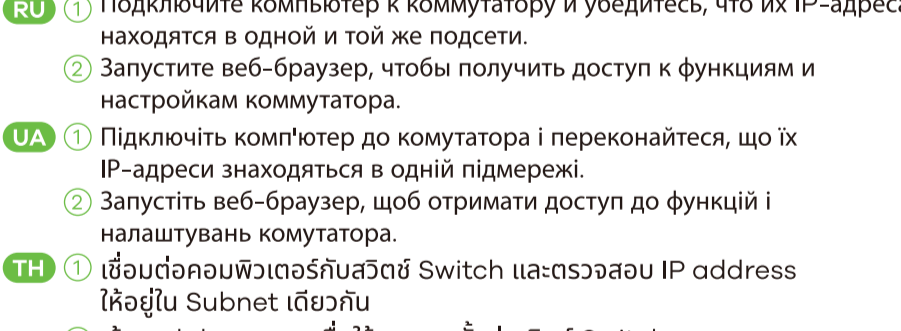 RU ① Подключите компьютер к коммутатору и убедитесь, что их IP-адреса
находятся в одной и той же подсети.
② Запустите веб-браузер, чтобы получить доступ к функциям и
настройкам коммутатора.
UA ① Підключіть комп'ютер до комутатора і переконайтеся, що їх
IP-адреси знаходяться в одній підмережі.
② Запустіть веб-браузер, щоб отримати доступ до функцій і
налаштувань комутатора.
TH ① เชื่อมต่อคอมพิวเตอร์กับสวิตช์ Switch และตรวจสอบ IP address
ให้อยู่ใน Subnet เดียวกัน